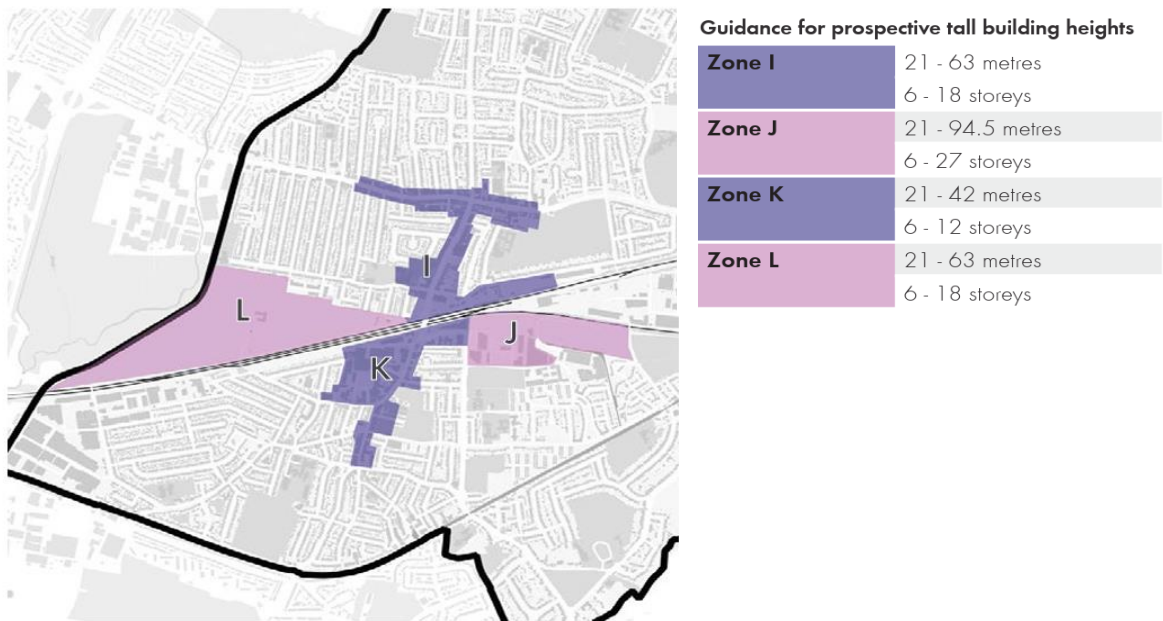 Guidance for prospective tall building heights
Zone I
21 - 63 metres
6 - 18 storeys
Zone J
21 - 94.5 metres
6 - 27 storeys
Zone K
21 - 42 metres
6 - 12 storeys
Zone L
21 - 63 metres
6 - 18 storeys
I
L
J
K